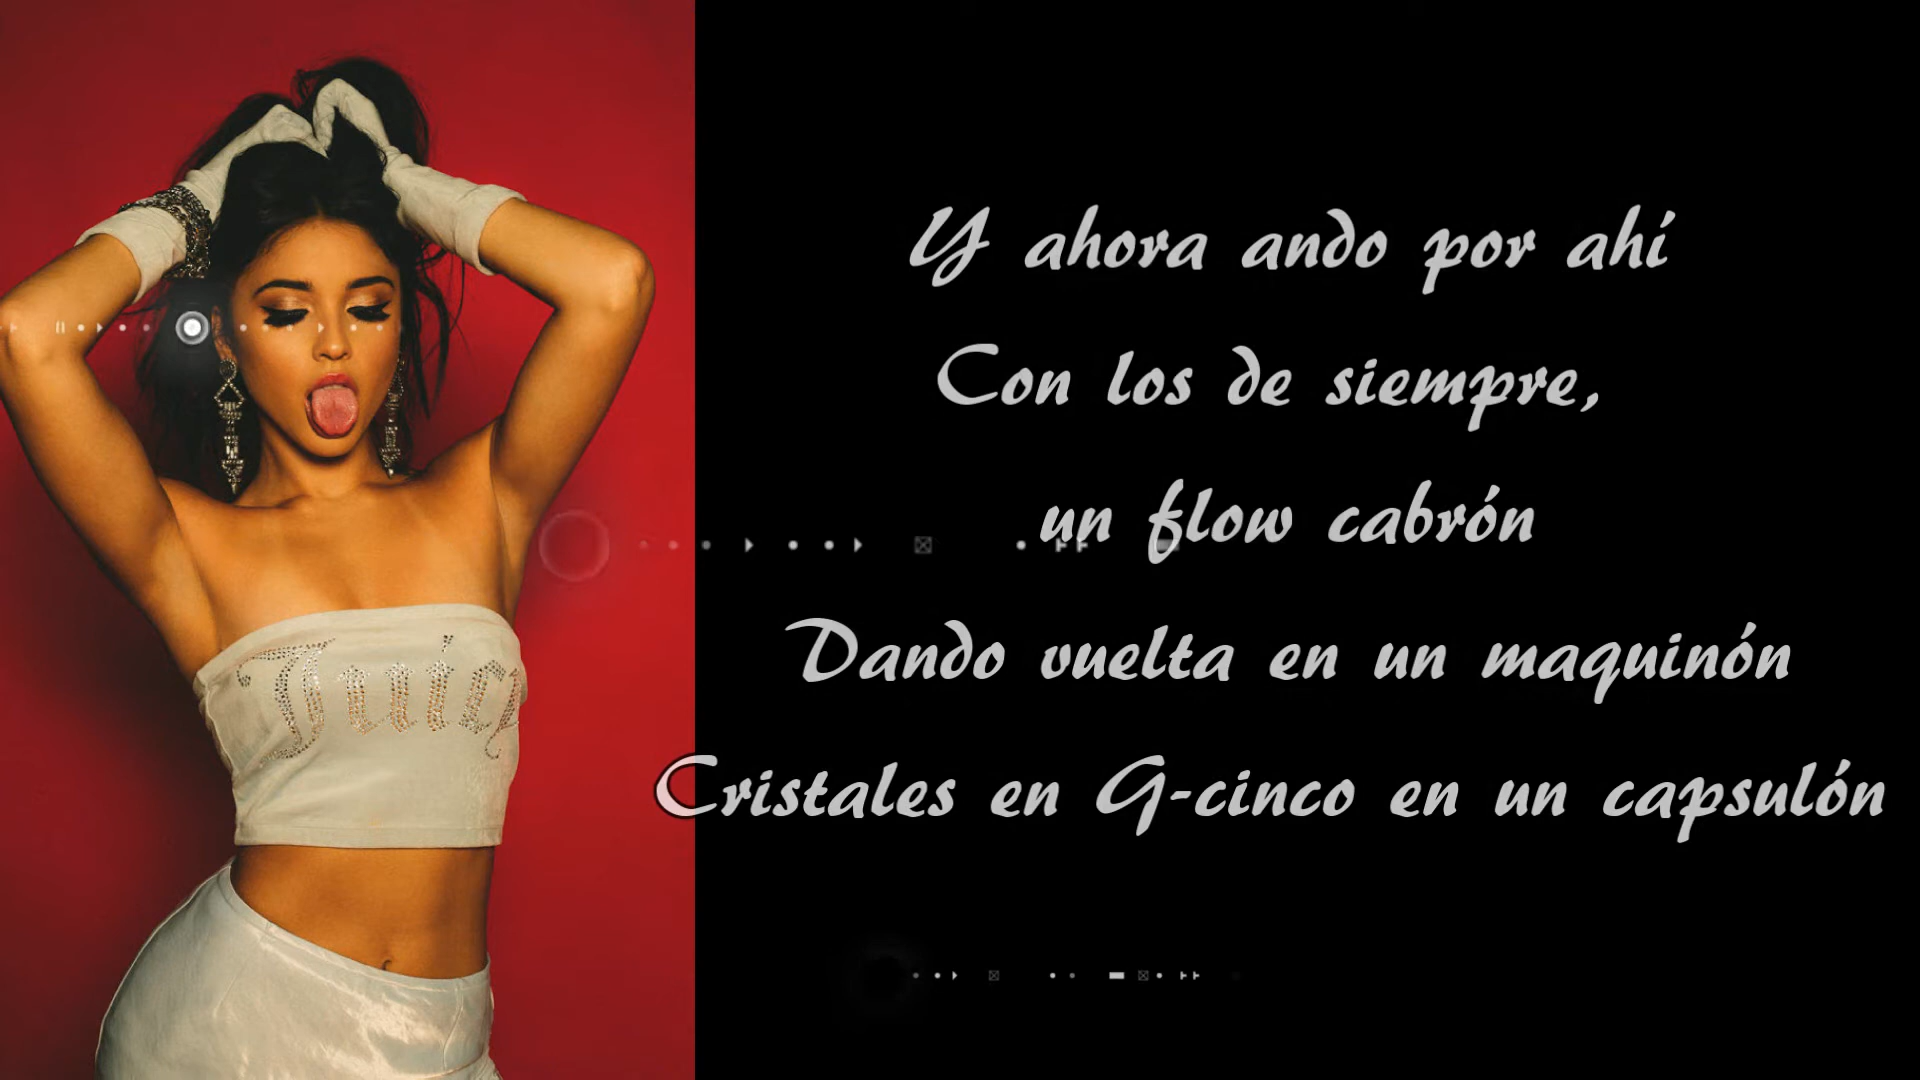 Y ahora ando por ahí
Con los de siempre,
un flow cabrón
Dando vuelta en un maquinón
Cristales en G-cinco en un capsulón
Juicy